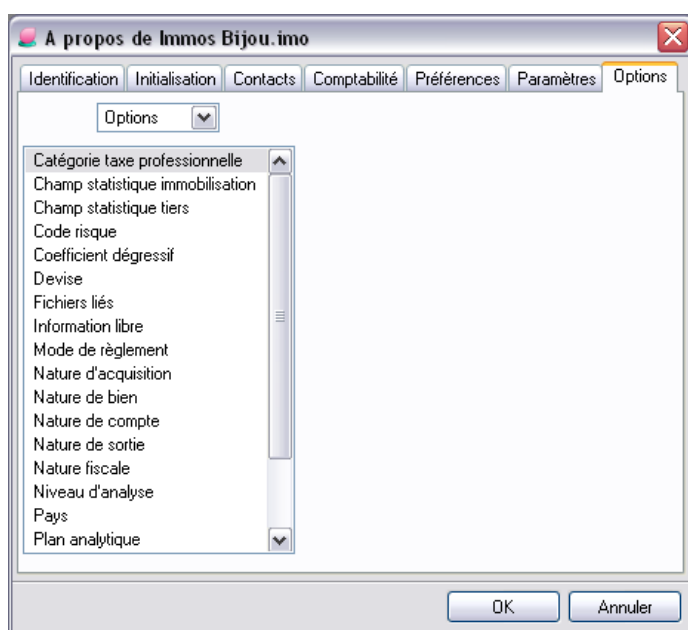 A propos de Immos Bijou.imo
Identification Initialisation Contacts Comptabilité Préférences Paramètres Options
Options
Catégorie taxe professionnelle
Champ statistique immobilisation
Champ statistique tiers
Code risque
Coefficient dégressif
Devise
Fichiers liés
Information libre
Mode de règlement
Nature d'acquisition
Nature de bien
Nature de compte
Nature de sortie
Nature fiscale
Niveau d'analyse
Pays
Plan analytique
OK Annuler